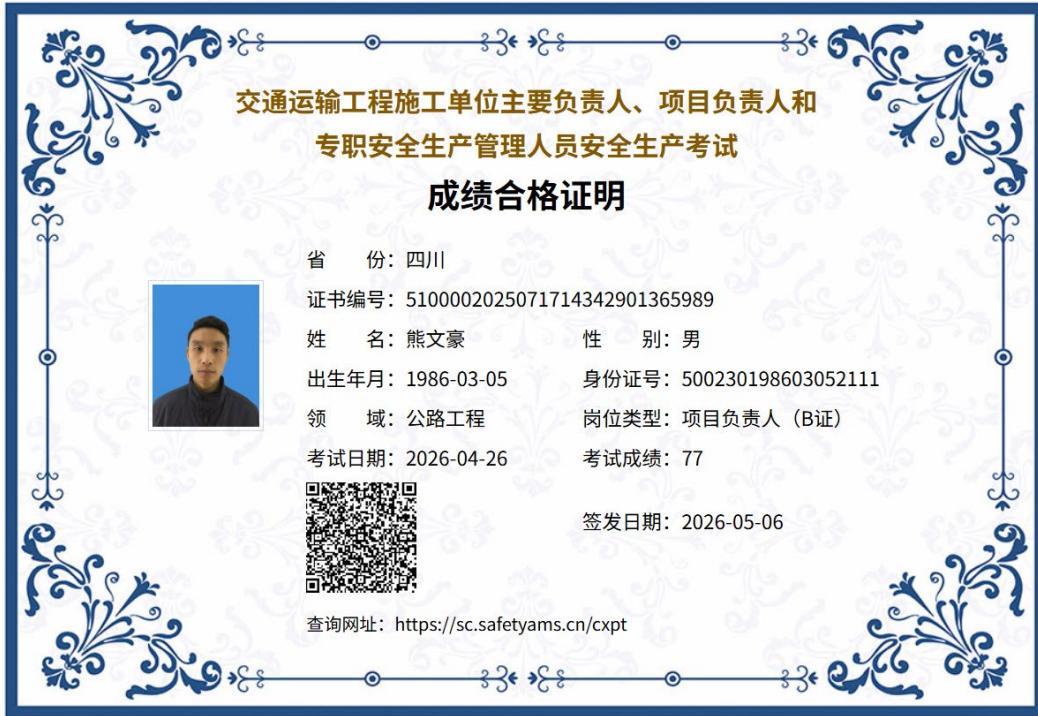 交通运输工程施工单位主要负责人、项目负责人和
专职安全生产管理人员安全生产考试
成绩合格证明
省 份：四川
证书编号：5100002025071714342901365989
姓 名：熊文豪 性 别：男
出生年月：1986-03-05 身份证号：500230198603052111
领 域：公路工程 岗位类型：项目负责人（B证）
考试日期：2026-04-26 考试成绩：77
签发日期：2026-05-06
查询网址：https://sc.safetyams.cn/cxpt